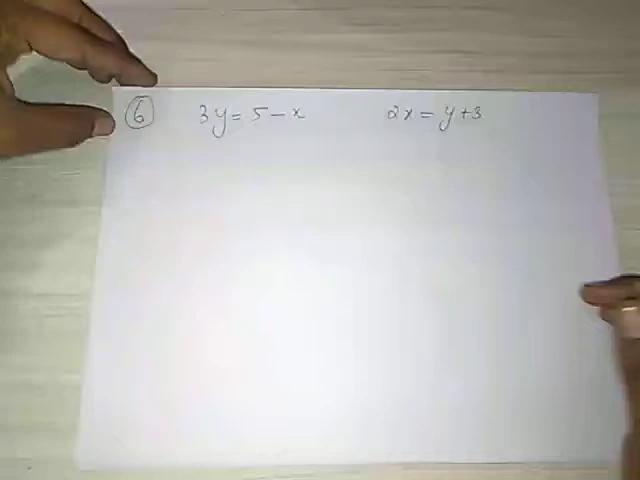 6 3y = 5 - x 2x = y + 3